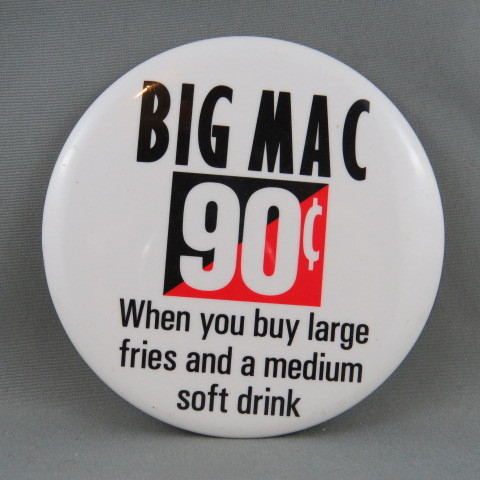 BIG MAC
90¢
When you buy large
fries and a medium
soft drink